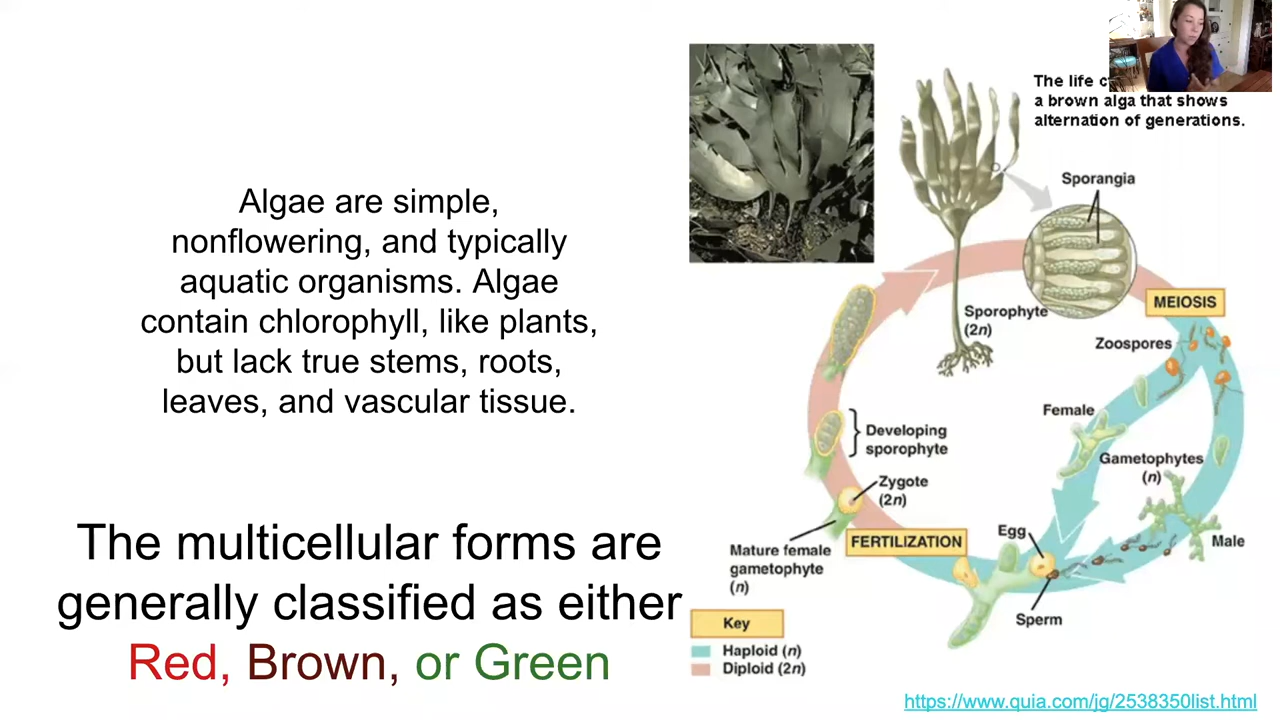 Algae are simple,
nonflowering, and typically
aquatic organisms. Algae
contain chlorophyll, like plants,
but lack true stems, roots,
leaves, and vascular tissue.
The multicellular forms are
generally classified as either
Red, Brown, or Green
The life
a brown alga that shows
alternation of generations.
Sporangia
MEIOSIS
Sporophyte
(2n)
Zoospores
Female
Gametophytes
(n)
Developing
sporophyte
Zygote
(2n)
Egg
Male
FERTILIZATION
Mature female
gametophyte
(n)
Sperm
Key
Haploid (n)
Diploid (2n)
https://www.quia.com/jg/2538350list.html